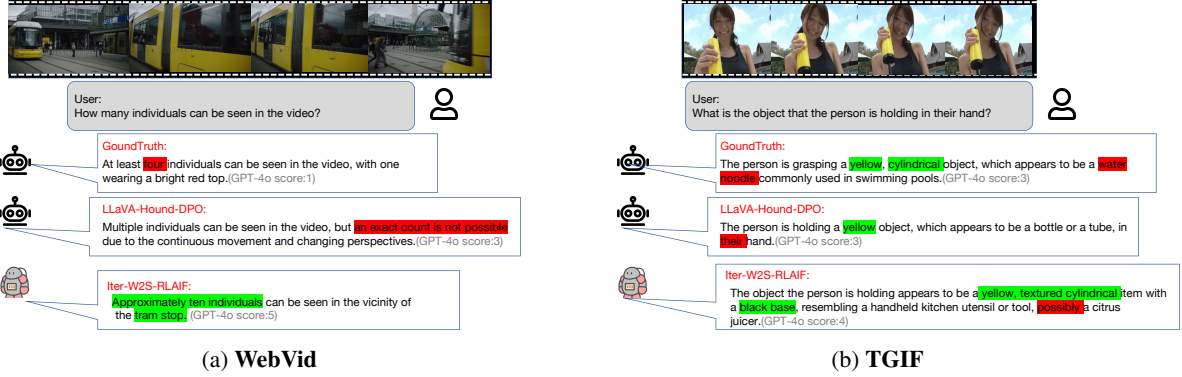 User:
How many individuals can be seen in the video?
GoundTruth:
At least four individuals can be seen in the video, with one
wearing a bright red top.(GPT-4o score:1)
LLaVA-Hound-DPO:
Multiple individuals can be seen in the video, but an exact count is not possible
due to the continuous movement and changing perspectives.(GPT-4o score:3)
Iter-W2S-RLAIF:
Approximately ten individuals can be seen in the vicinity of
the tram stop. (GPT-4o score:5)
(a) WebVid
User:
What is the object that the person is holding in their hand?
GoundTruth:
The person is grasping a yellow, cylindrical object, which appears to be a water
noodle commonly used in swimming pools.(GPT-4o score:3)
LLaVA-Hound-DPO:
The person is holding a yellow object, which appears to be a bottle or a tube, in
their hand.(GPT-4o score:3)
Iter-W2S-RLAIF:
The object the person is holding appears to be a yellow, textured cylindrical item with
a black base, resembling a handheld kitchen utensil or tool, possibly a citrus
juicer.(GPT-4o score:4)
(b) TGIF